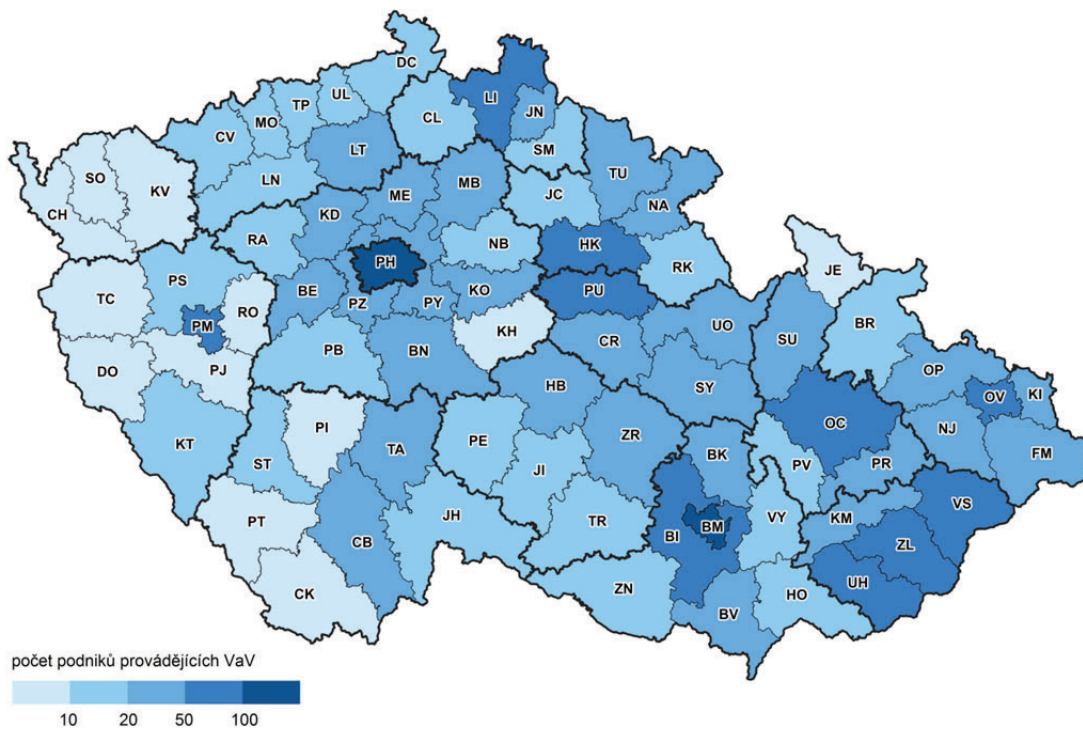 DC
LI
UL
TP
JN
MO
CL
CV
LT
SM
SO
KV
LN
MB
TU
ME
JC
NA
CH
KD
RA
NB
HK
PH
RK
JE
PS
TC
BE
PZ
PY
KO
PU
RO
PM
UO
BR
KH
SU
PB
BN
CR
DO
PJ
OP
HB
SY
OV
KI
PI
OC
KT
ST
TA
PE
ZR
NJ
FM
BK
PR
JI
PV
VS
PT
JH
TR
BM
VY
KM
CB
BI
ZL
UH
CK
ZN
HO
BV
počet podniků provádějících VaV
10 20 50 100